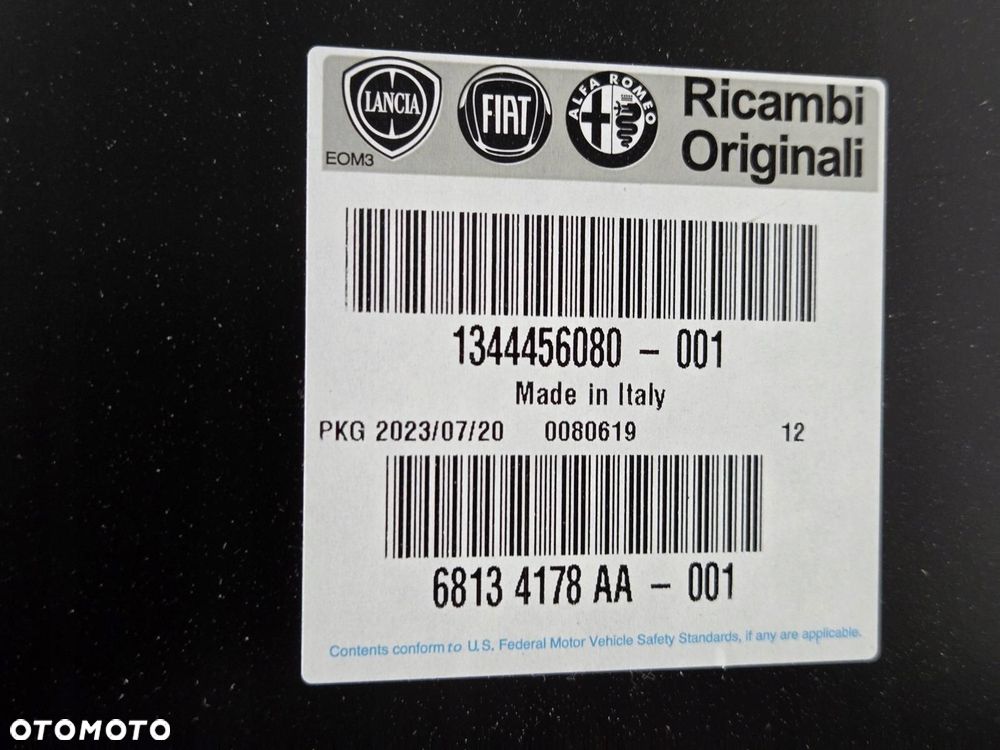 LANCIA
FIAT
ALFA ROMEO
Ricambi
Originali
EOM3
1344456080 - 001
Made in Italy
PKG 2023/07/20 0080619 12
6813 4178 AA - 001
Contents conform to U.S. Federal Motor Vehicle Safety Standards, if any are applicable.
OTOMOTO